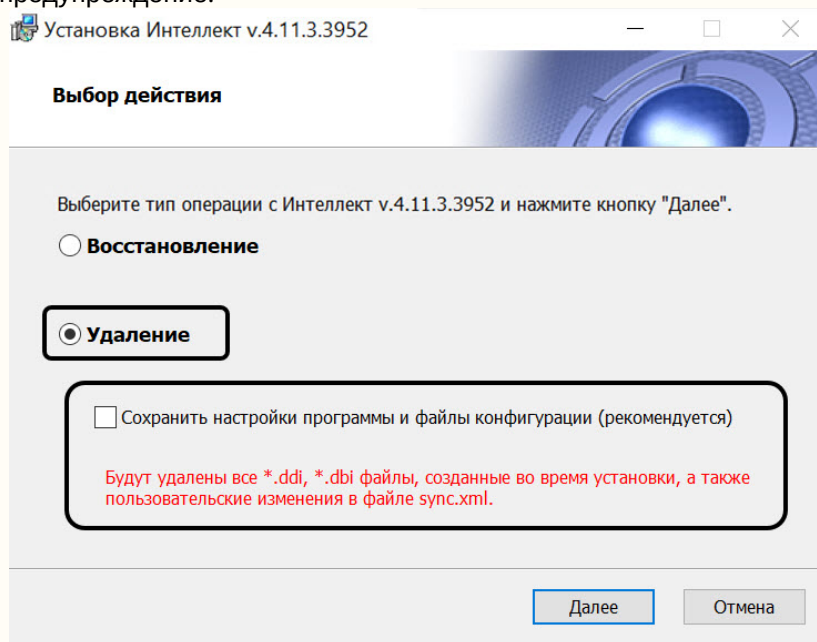 предупреждение.
Установка Интеллект v.4.11.3.3952
Выбор действия
Выберите тип операции с Интеллект v.4.11.3.3952 и нажмите кнопку "Далее".
Восстановление
Удаление
Сохранить настройки программы и файлы конфигурации (рекомендуется)
Будут удалены все *.ddi, *.dbi файлы, созданные во время установки, а также
пользовательские изменения в файле sync.xml.
Далее
Отмена